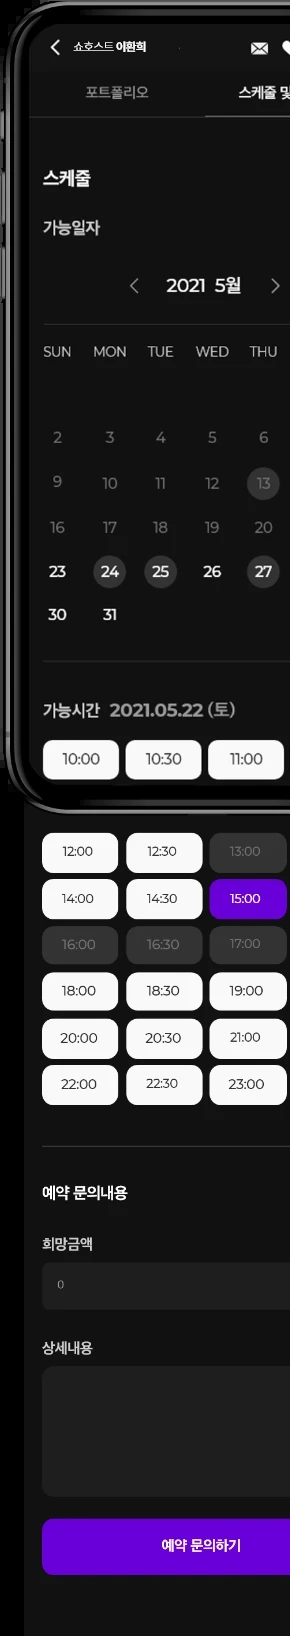 쇼호스트 이환희
포트폴리오 스케줄 및
스케줄
가능일자
2021 5월
SUN MON TUE WED THU
2 3 4 5 6
9 10 11 12 13
16 17 18 19 20
23 24 25 26 27
30 31
가능시간 2021.05.22 (토)
10:00 10:30 11:00
12:00 12:30 13:00
14:00 14:30 15:00
16:00 16:30 17:00
18:00 18:30 19:00
20:00 20:30 21:00
22:00 22:30 23:00
예약 문의내용
희망금액
0
상세내용
예약 문의하기